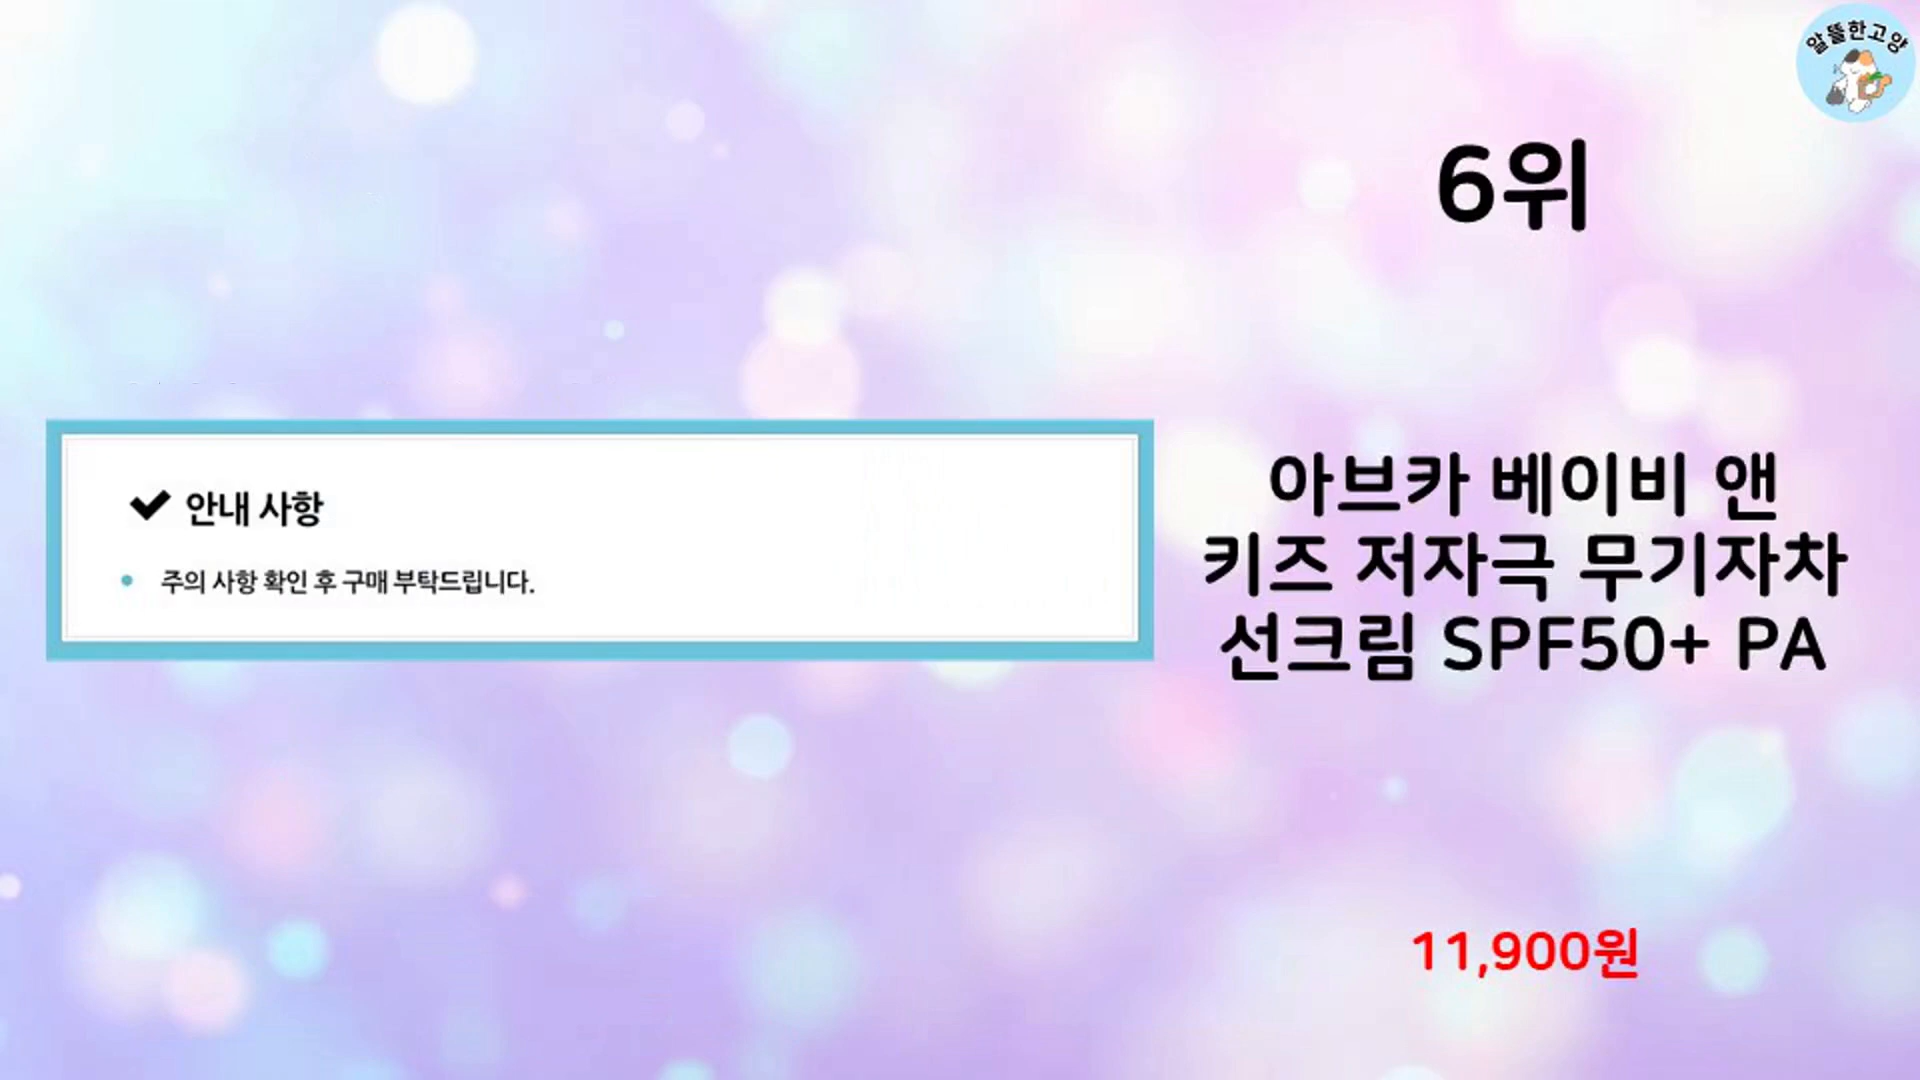 알뜰한고양
6위
안내 사항
주의 사항 확인 후 구매 부탁드립니다.
아브카 베이비 앤
키즈 저자극 무기자차
선크림 SPF50+ PA
11,900원